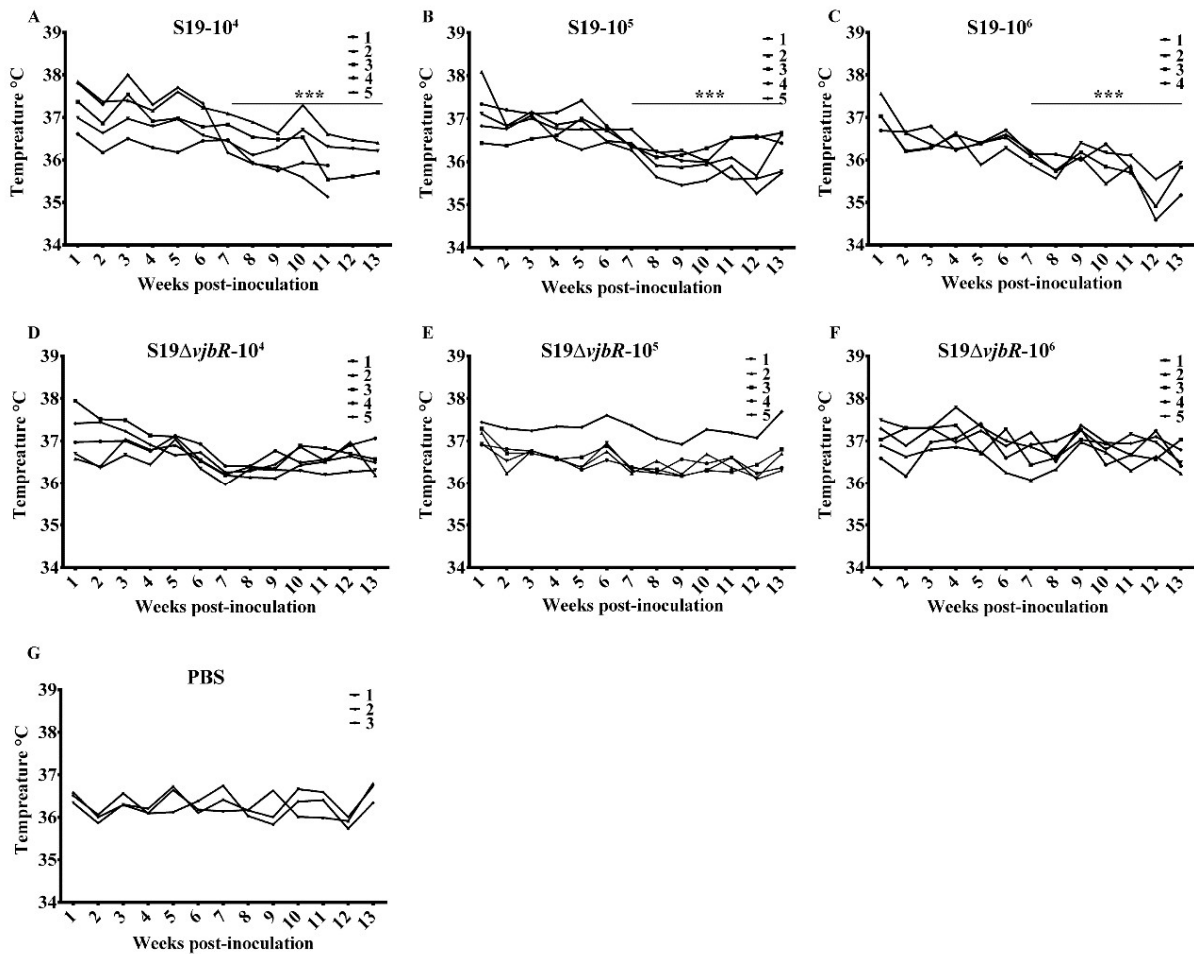 A
S19-10⁴
Tempreature °C
39
38
37
36
35
34
1
2
3
4
5
***
1 2 3 4 5 6 7 8 9 10 11 12 13
Weeks post-inoculation
B
S19-10⁵
Tempreature °C
39
38
37
36
35
34
1
2
3
4
5
***
1 2 3 4 5 6 7 8 9 10 11 12 13
Weeks post-inoculation
C
S19-10⁶
Tempreature °C
39
38
37
36
35
34
1
2
3
4
***
1 2 3 4 5 6 7 8 9 10 11 12 13
Weeks post-inoculation
D
S19ΔvjbR-10⁴
Tempreature °C
39
38
37
36
35
34
1
2
3
4
5
1 2 3 4 5 6 7 8 9 10 11 12 13
Weeks post-inoculation
E
S19ΔvjbR-10⁵
Tempreature °C
39
38
37
36
35
34
1
2
3
4
5
1 2 3 4 5 6 7 8 9 10 11 12 13
Weeks post-inoculation
F
S19ΔvjbR-10⁶
Tempreature °C
39
38
37
36
35
34
1
2
3
4
5
1 2 3 4 5 6 7 8 9 10 11 12 13
Weeks post-inoculation
G
PBS
Tempreature °C
39
38
37
36
35
34
1
2
3
1 2 3 4 5 6 7 8 9 10 11 12 13
Weeks post-inoculation